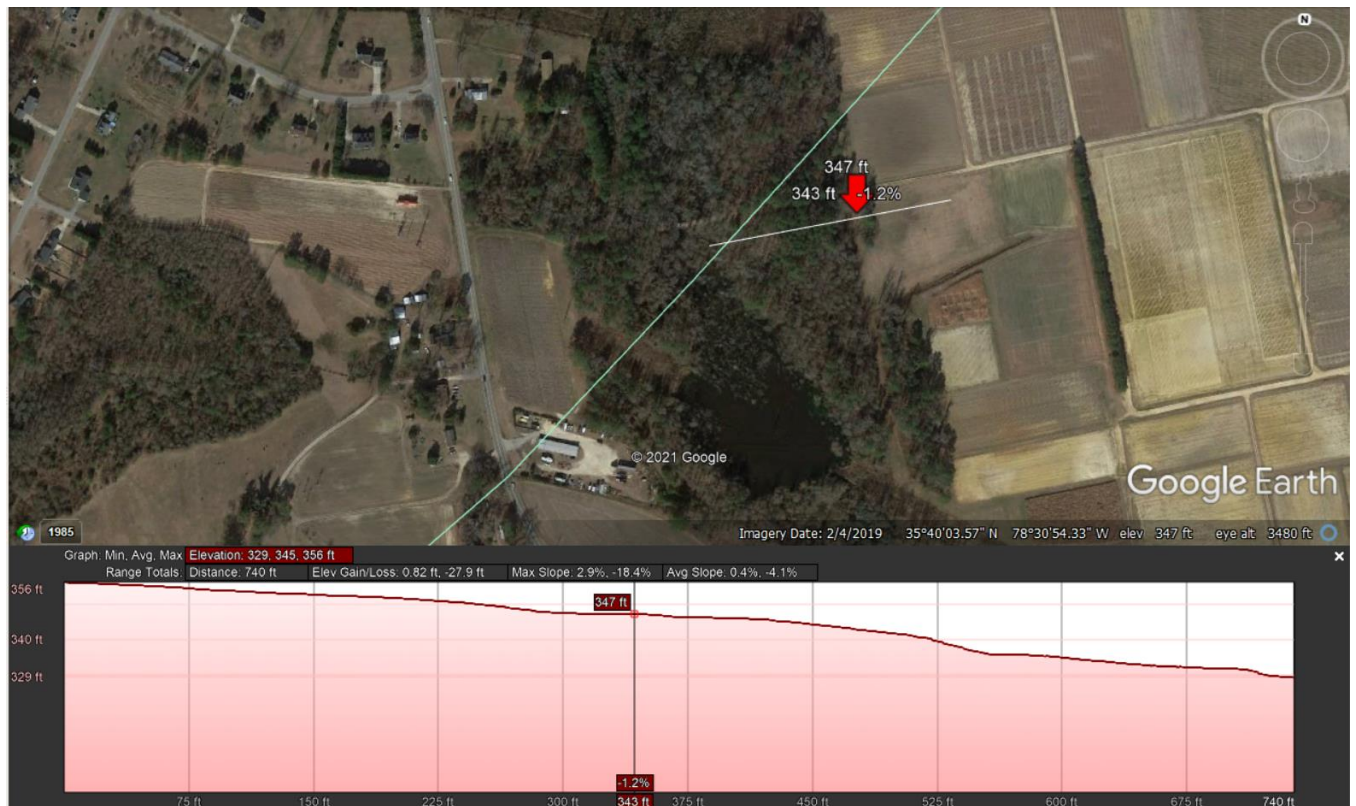 N
347 ft
343 ft -1.2%
© 2021 Google
Google Earth
1985 Imagery Date: 2/4/2019 35°40'03.57" N 78°30'54.33" W elev 347 ft eye alt 3480 ft
Graph: Min, Avg, Max Elevation: 329, 345, 356 ft
Range Totals: Distance: 740 ft Elev Gain/Loss: 0.82 ft, -27.9 ft Max Slope: 2.9%, -18.4% Avg Slope: 0.4%, -4.1%
356 ft
347 ft
340 ft
329 ft
-1.2%
75 ft 150 ft 225 ft 300 ft 343 ft 375 ft 450 ft 525 ft 600 ft 675 ft 740 ft